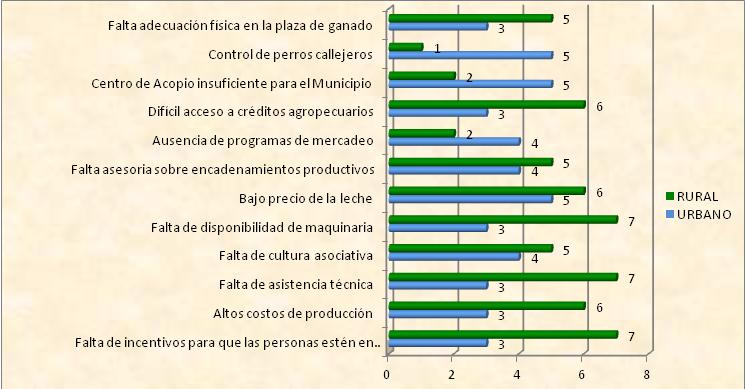 Falta adecuación física en la plaza de ganado 5
3
Control de perros callejeros 1
5
Centro de Acopio insuficiente para el Municipio 2
5
Difícil acceso a créditos agropecuarios 6
3
Ausencia de programas de mercadeo 2
4
Falta asesoria sobre encadenamientos productivos 5
4
Bajo precio de la leche 6
5
Falta de disponibilidad de maquinaria 7
3
Falta de cultura asociativa 5
4
Falta de asistencia técnica 7
3
Altos costos de producción 6
3
Falta de incentivos para que las personas estén en.. 7
3
0 2 4 6 8
RURAL
URBANO